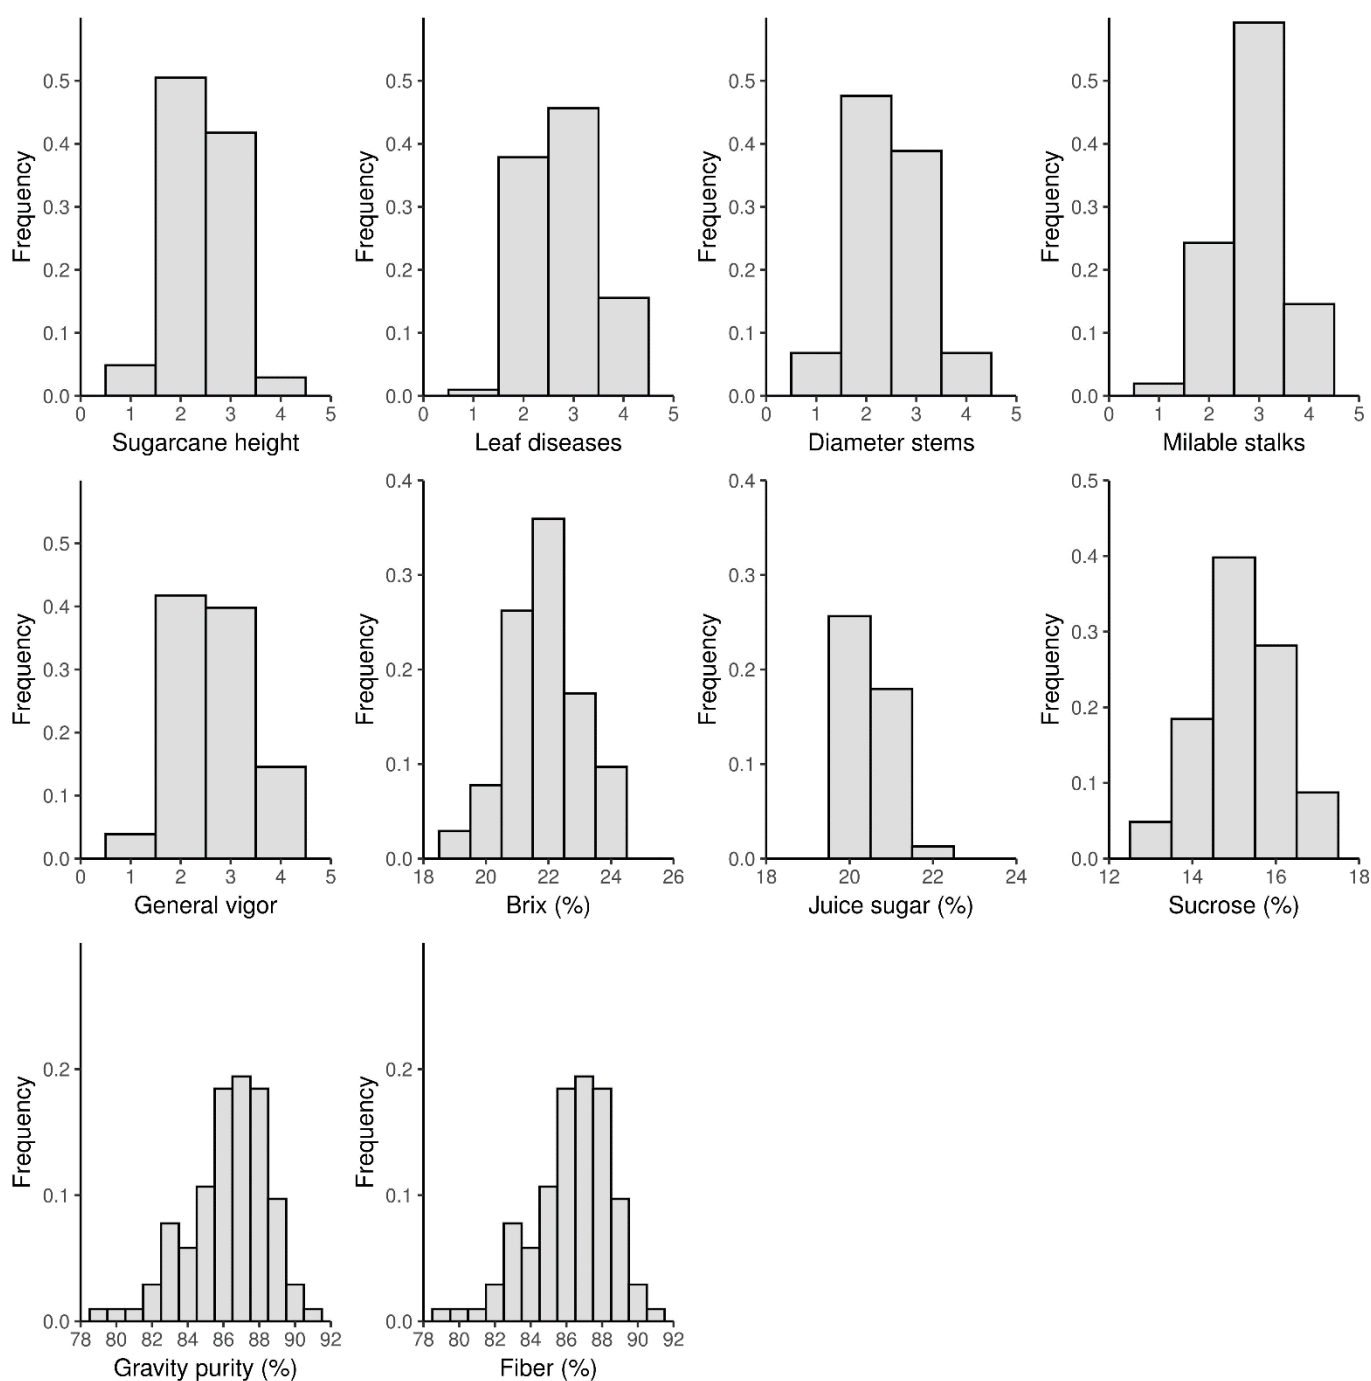 Frequency
0.5
0.4
0.3
0.2
0.1
0.0
0 1 2 3 4 5
Sugarcane height
Frequency
0.5
0.4
0.3
0.2
0.1
0.0
0 1 2 3 4 5
Leaf diseases
Frequency
0.5
0.4
0.3
0.2
0.1
0.0
0 1 2 3 4 5
Diameter stems
Frequency
0.5
0.4
0.3
0.2
0.1
0.0
0 1 2 3 4 5
Milable stalks
Frequency
0.5
0.4
0.3
0.2
0.1
0.0
0 1 2 3 4 5
General vigor
Frequency
0.4
0.3
0.2
0.1
0.0
18 20 22 24 26
Brix (%)
Frequency
0.4
0.3
0.2
0.1
0.0
18 20 22 24
Juice sugar (%)
Frequency
0.5
0.4
0.3
0.2
0.1
0.0
12 14 16 18
Sucrose (%)
Frequency
0.2
0.1
0.0
78 80 82 84 86 88 90 92
Gravity purity (%)
Frequency
0.2
0.1
0.0
78 80 82 84 86 88 90 92
Fiber (%)